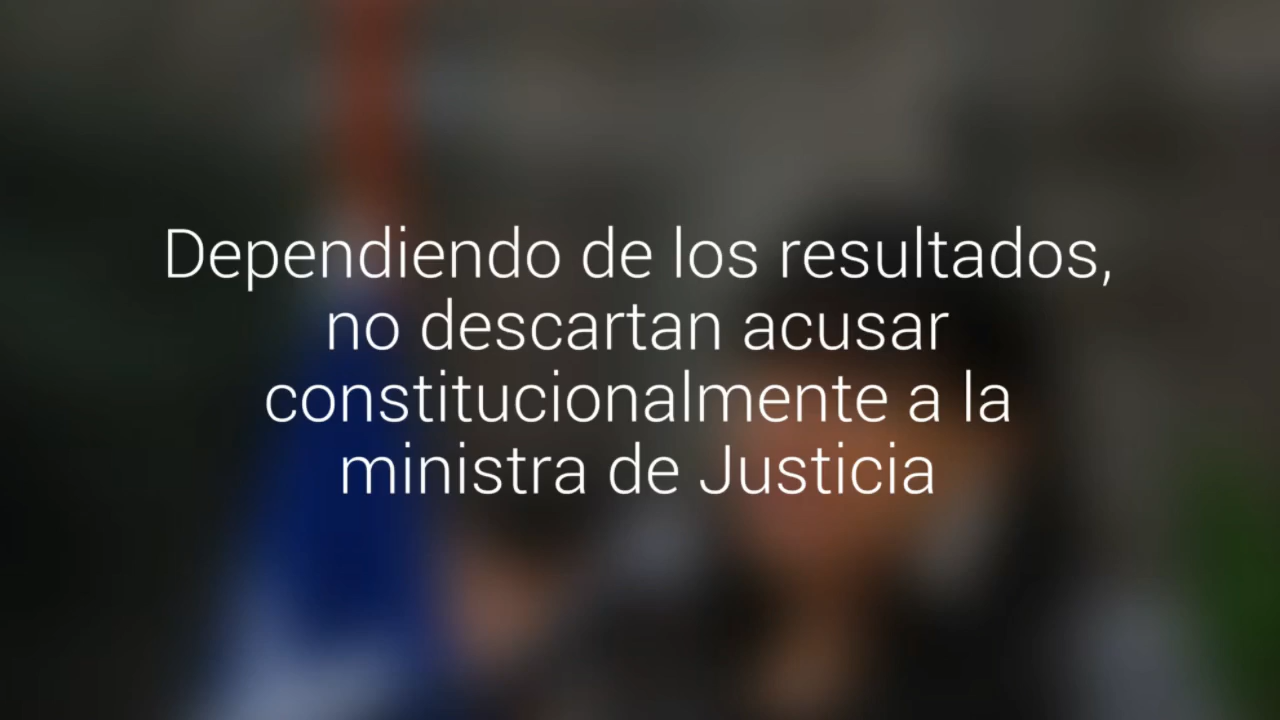 Dependiendo de los resultados,
no descartan acusar
constitucionalmente a la
ministra de Justicia